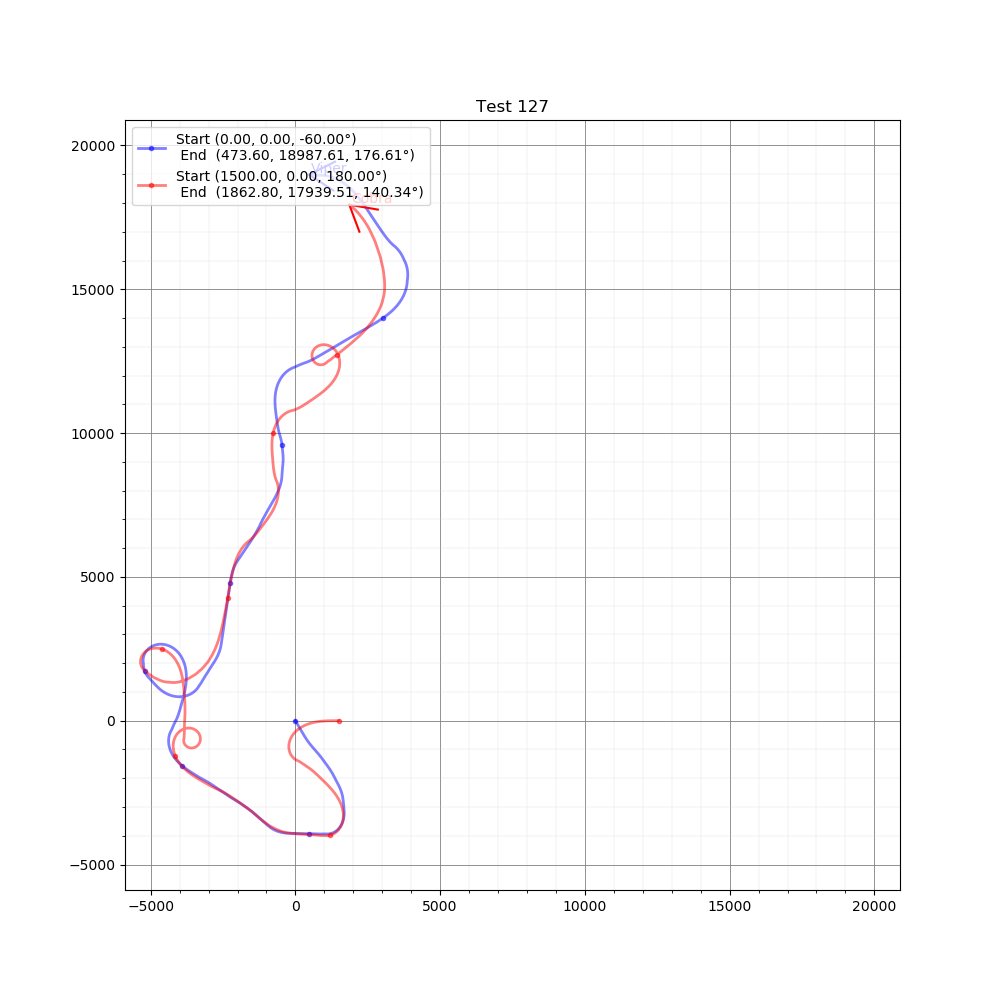 Test 127
Start (0.00, 0.00, -60.00°)
End (473.60, 18987.61, 176.61°)
Start (1500.00, 0.00, 180.00°)
End (1862.80, 17939.51, 140.34°)
Viper
Cobra
20000
15000
10000
5000
0
−5000
−5000
0
5000
10000
15000
20000